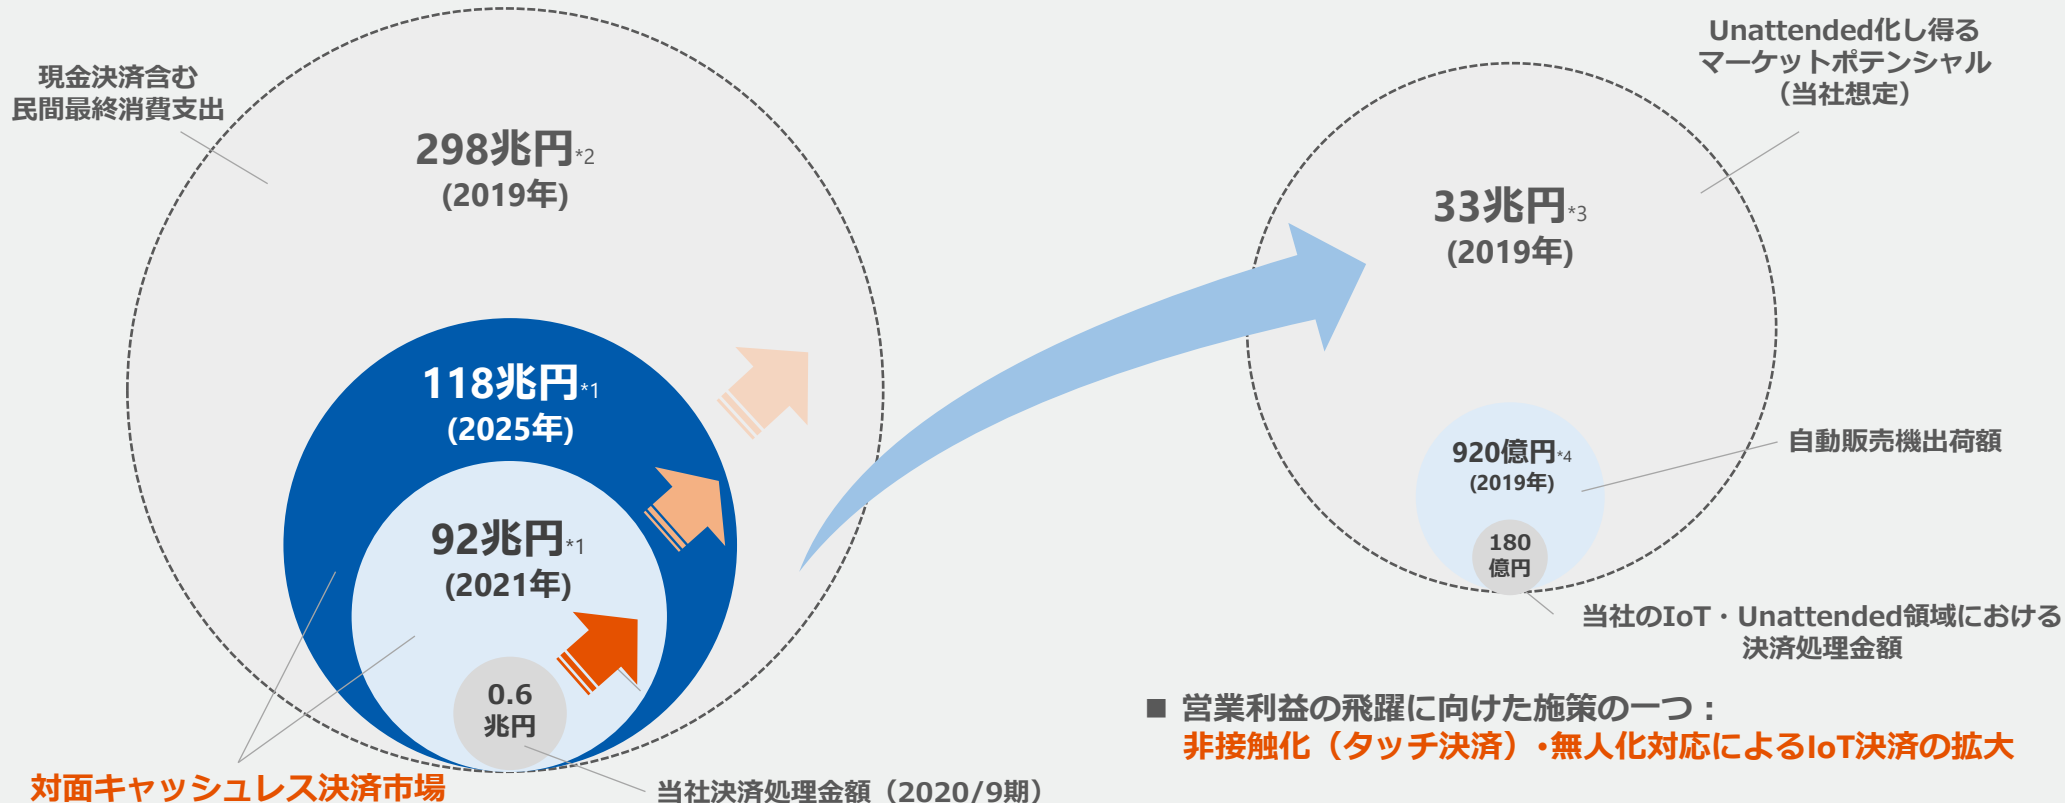 現金決済含む
民間最終消費支出
298兆円*2
(2019年)
118兆円*1
(2025年)
92兆円*1
(2021年)
0.6
兆円
対面キャッシュレス決済市場
当社決済処理金額（2020/9期）
Unattended化し得る
マーケットポテンシャル
（当社想定）
33兆円*3
(2019年)
920億円*4
(2019年)
自動販売機出荷額
180
億円
当社のIoT・Unattended領域における
決済処理金額
■ 営業利益の飛躍に向けた施策の一つ：
非接触化（タッチ決済）・無人化対応によるIoT決済の拡大